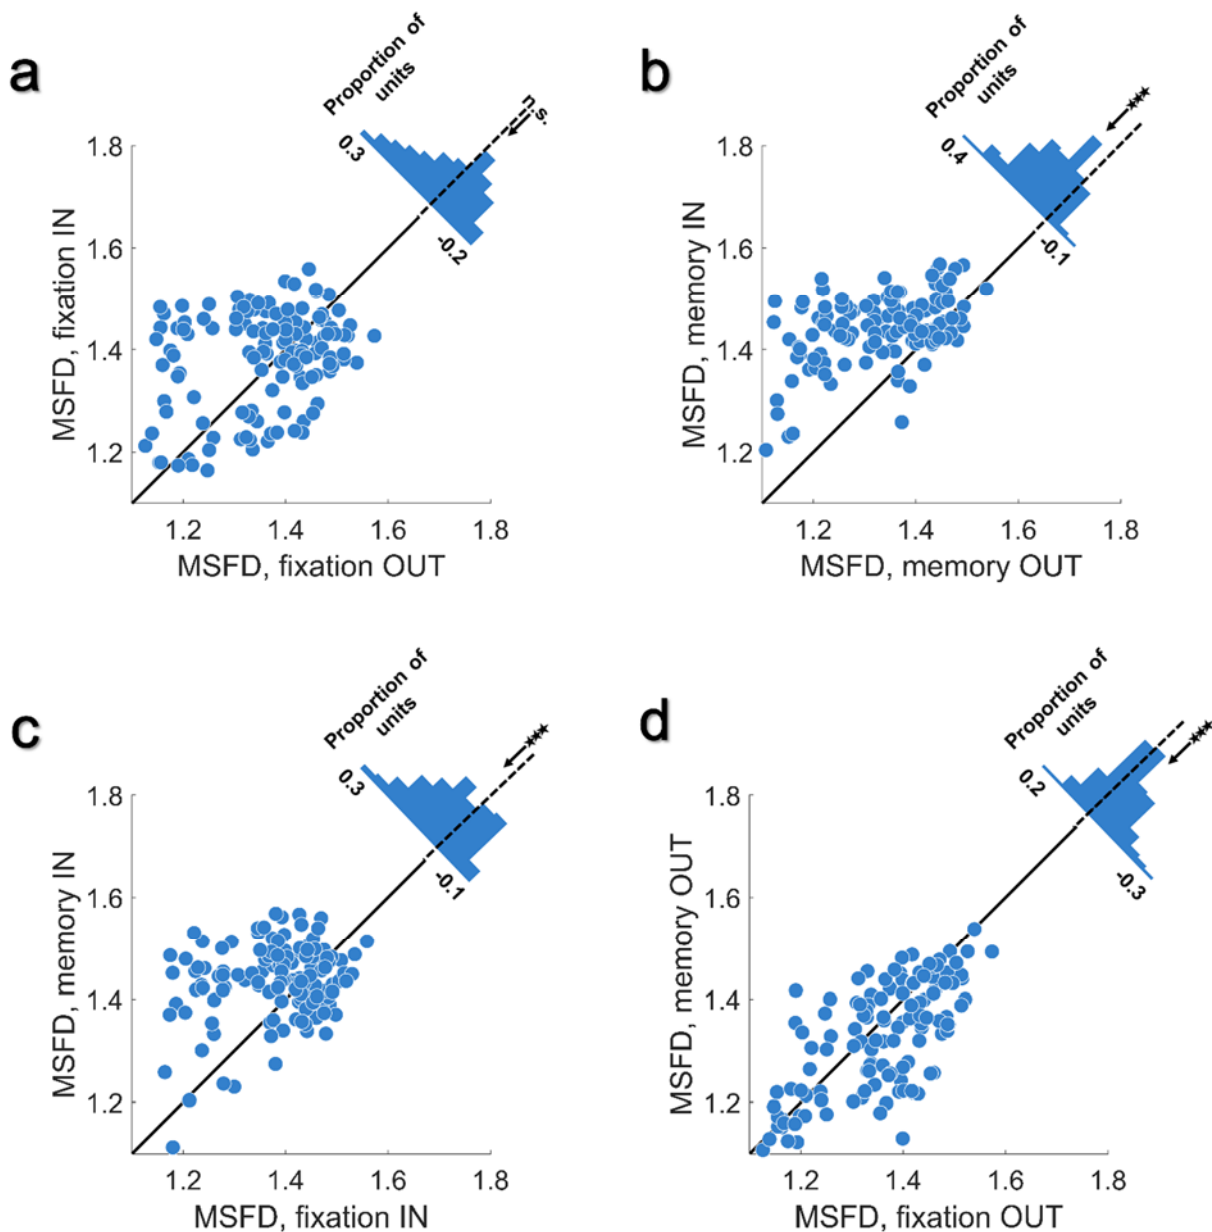 a
Proportion of
units
n.s.
0.3
-0.2
MSFD, fixation IN
1.8
1.6
1.4
1.2
1.2
1.4
1.6
1.8
MSFD, fixation OUT
b
Proportion of
units
★★★
0.4
-0.1
MSFD, memory IN
1.8
1.6
1.4
1.2
1.2
1.4
1.6
1.8
MSFD, memory OUT
c
Proportion of
units
★★★
0.3
-0.1
MSFD, memory IN
1.8
1.6
1.4
1.2
1.2
1.4
1.6
1.8
MSFD, fixation IN
d
Proportion of
units
★★★
0.2
-0.3
MSFD, memory OUT
1.8
1.6
1.4
1.2
1.2
1.4
1.6
1.8
MSFD, fixation OUT